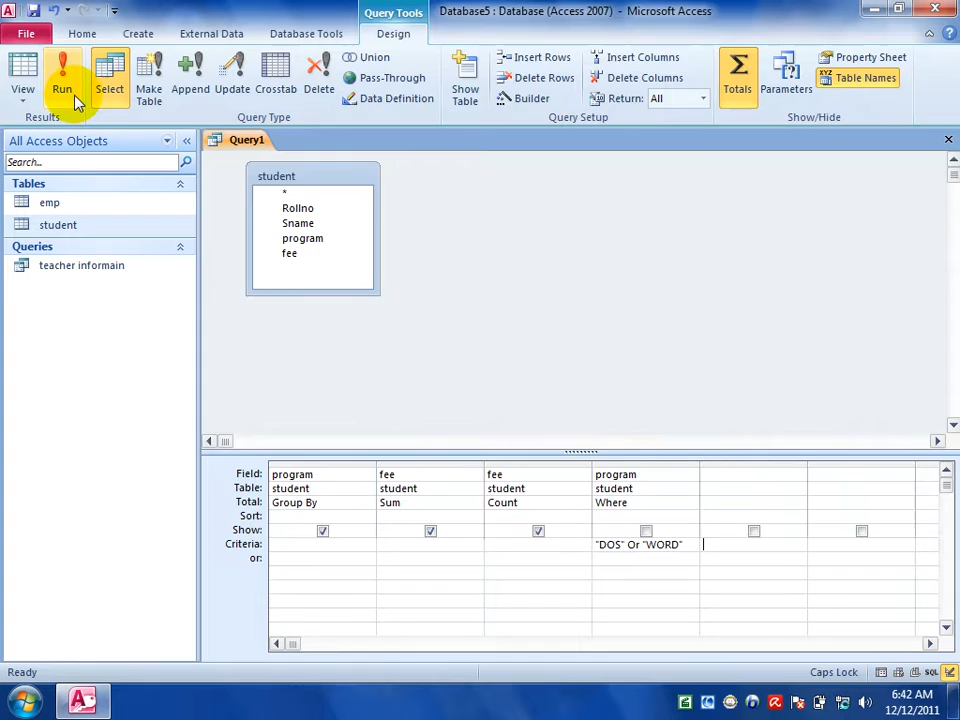 Query Tools
Database5 : Database (Access 2007) - Microsoft Access
File Home Create External Data Database Tools Design
View Run Select Make Table Append Update Crosstab Delete
Union
Pass-Through
Data Definition
Show Table
Insert Rows
Delete Rows
Builder
Insert Columns
Delete Columns
Return: All
Totals Parameters
Property Sheet
XYZ Table Names
Results Query Type Query Setup Show/Hide
All Access Objects
Search...
Tables
emp
student
Queries
teacher informain
Query1
student
*
Rollno
Sname
program
fee
Field: program fee fee program
Table: student student student student
Total: Group By Sum Count Where
Sort:
Show:
Criteria: "DOS" Or "WORD"
or:
Ready
Caps Lock
SQL
6:42 AM
12/12/2011